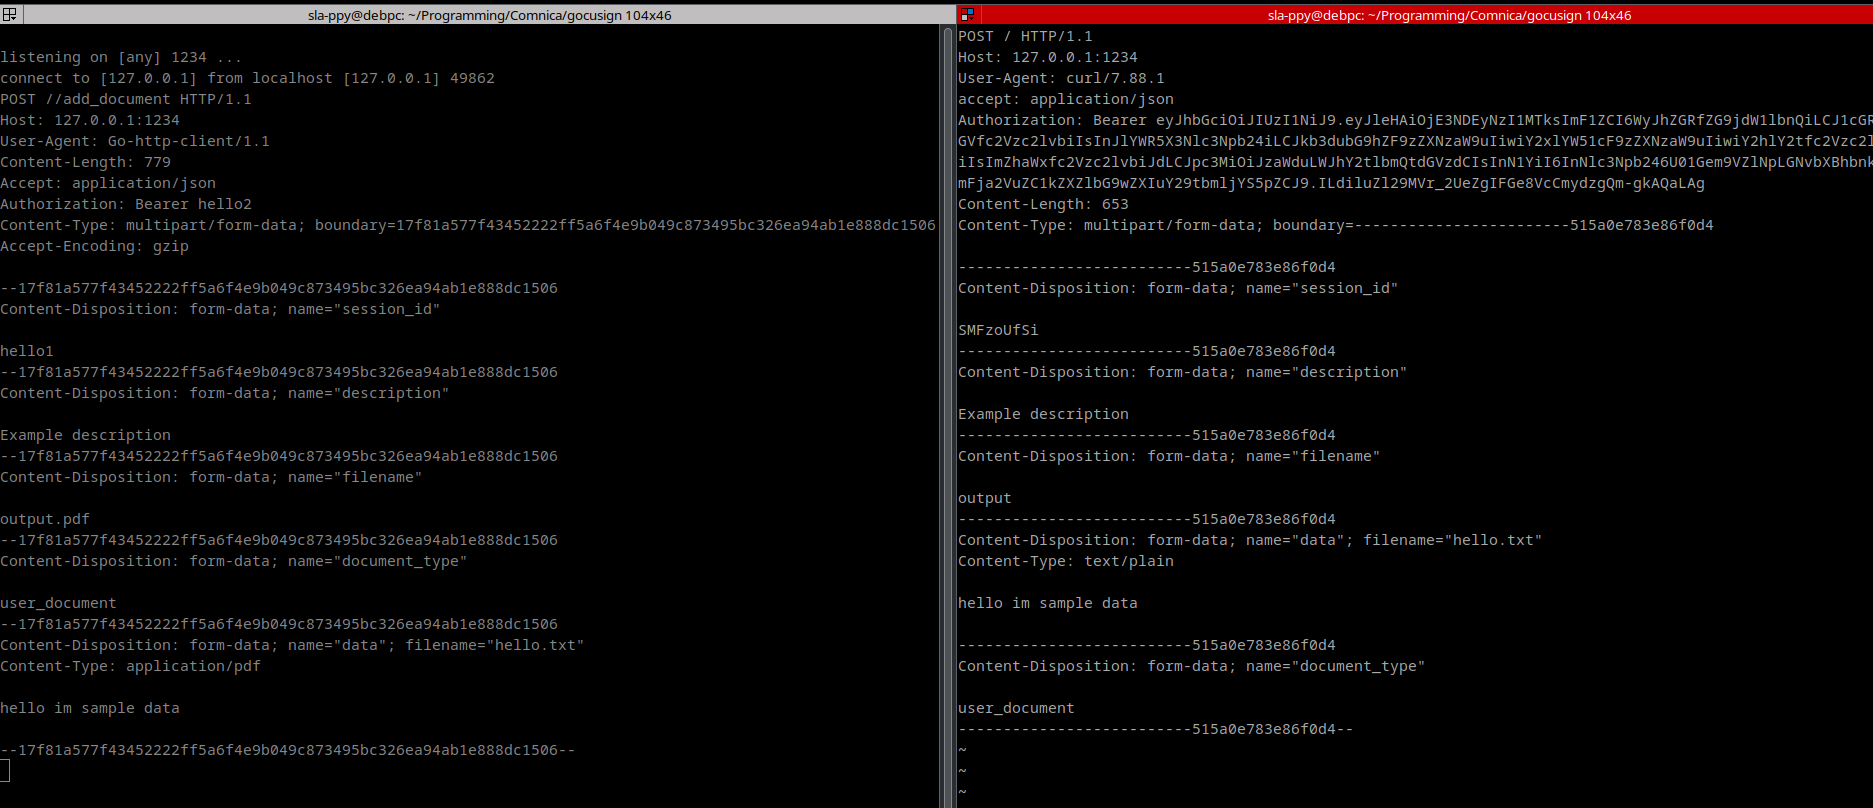 sla-ppy@debpc: ~/Programming/Comnica/gocusign 104x46
listening on [any] 1234 ...
connect to [127.0.0.1] from localhost [127.0.0.1] 49862
POST //add_document HTTP/1.1
Host: 127.0.0.1:1234
User-Agent: Go-http-client/1.1
Content-Length: 779
Accept: application/json
Authorization: Bearer hello2
Content-Type: multipart/form-data; boundary=17f81a577f43452222ff5a6f4e9b049c873495bc326ea94ab1e888dc1506
Accept-Encoding: gzip
--17f81a577f43452222ff5a6f4e9b049c873495bc326ea94ab1e888dc1506
Content-Disposition: form-data; name="session_id"
hello1
--17f81a577f43452222ff5a6f4e9b049c873495bc326ea94ab1e888dc1506
Content-Disposition: form-data; name="description"
Example description
--17f81a577f43452222ff5a6f4e9b049c873495bc326ea94ab1e888dc1506
Content-Disposition: form-data; name="filename"
output.pdf
--17f81a577f43452222ff5a6f4e9b049c873495bc326ea94ab1e888dc1506
Content-Disposition: form-data; name="document_type"
user_document
--17f81a577f43452222ff5a6f4e9b049c873495bc326ea94ab1e888dc1506
Content-Disposition: form-data; name="data"; filename="hello.txt"
Content-Type: application/pdf
hello im sample data
--17f81a577f43452222ff5a6f4e9b049c873495bc326ea94ab1e888dc1506--
sla-ppy@debpc: ~/Programming/Comnica/gocusign 104x46
POST / HTTP/1.1
Host: 127.0.0.1:1234
User-Agent: curl/7.88.1
accept: application/json
Authorization: Bearer eyJhbGciOiJIUzI1NiJ9.eyJleHAiOjE3NDEyNzI1MTksImF1ZCI6WyJhZGRfZG9jdW1lbnQiLCJ1cGR
GVfc2Vzc2lvbiIsInJlYWR5X3Nlc3Npb24iLCJkb3dubG9hZF9zZXNzaW9uIiwiY2xlYW51cF9zZXNzaW9uIiwiY2hlY2tfc2Vzc2l
iIsImZhaWxfc2Vzc2lvbiJdLCJpc3MiOiJzaWduLWJhY2tlbmQtdGVzdCIsInN1YiI6InNlc3Npb246U01Gem9VZlNpLGNvbXBhbnk
mFja2VuZC1kZXZlbG9wZXIuY29tbmljYS5pZCJ9.ILdiluZl29MVr_2UeZgIFGe8VcCmydzgQm-gkAQaLAg
Content-Length: 653
Content-Type: multipart/form-data; boundary=------------------------515a0e783e86f0d4
--------------------------515a0e783e86f0d4
Content-Disposition: form-data; name="session_id"
SMFzoUfSi
--------------------------515a0e783e86f0d4
Content-Disposition: form-data; name="description"
Example description
--------------------------515a0e783e86f0d4
Content-Disposition: form-data; name="filename"
output
--------------------------515a0e783e86f0d4
Content-Disposition: form-data; name="data"; filename="hello.txt"
Content-Type: text/plain
hello im sample data
--------------------------515a0e783e86f0d4
Content-Disposition: form-data; name="document_type"
user_document
--------------------------515a0e783e86f0d4--
~
~
~